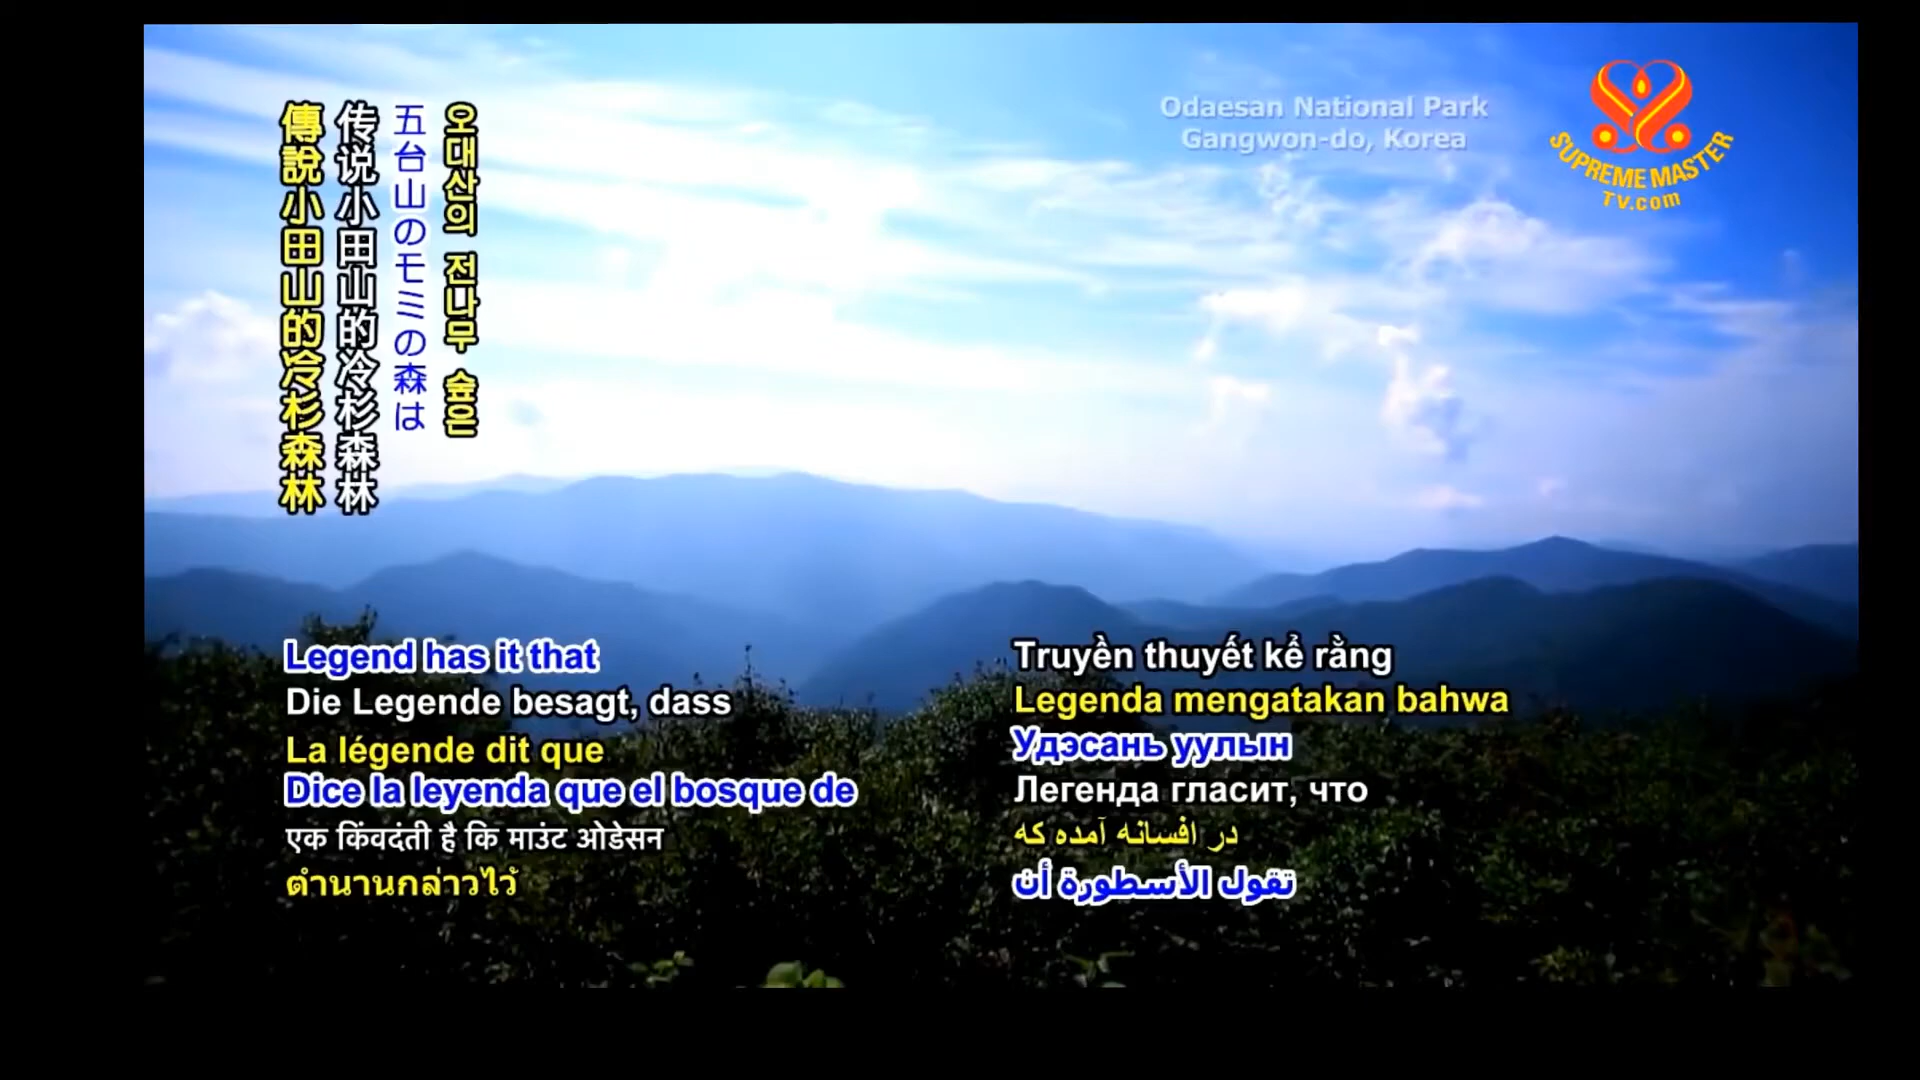 傳說小田山的冷杉森林
传说小田山的冷杉森林
五台山のモミの森は
오대산의 전나무 숲은
Odaesan National Park
Gangwon-do, Korea
SUPREME MASTER
TV.com
Legend has it that
Die Legende besagt, dass
La légende dit que
Dice la leyenda que el bosque de
एक किंवदंती है कि माउंट ओडेसन
ตำนานกล่าวไว้
Truyền thuyết kể rằng
Legenda mengatakan bahwa
Удэсань уулын
Легенда гласит, что
در افسانه آمده که
تقول الأسطورة أن